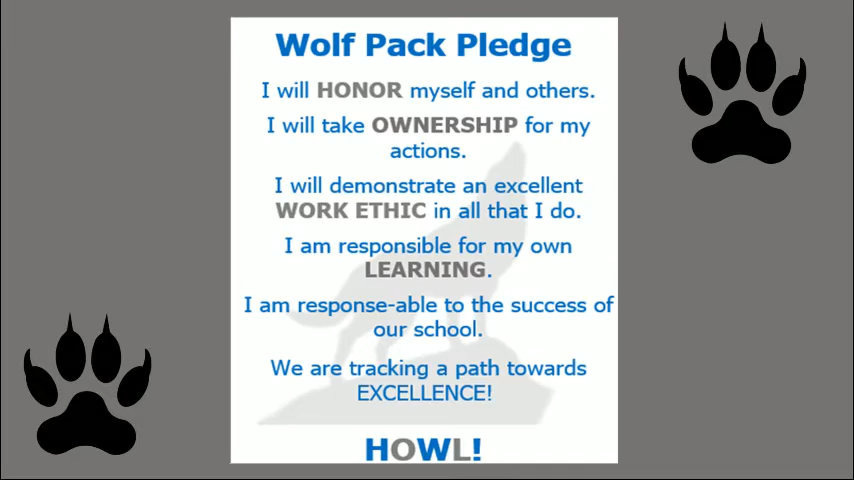 Wolf Pack Pledge
I will HONOR myself and others.
I will take OWNERSHIP for my
actions.
I will demonstrate an excellent
WORK ETHIC in all that I do.
I am responsible for my own
LEARNING.
I am response-able to the success of
our school.
We are tracking a path towards
EXCELLENCE!
HOWL!